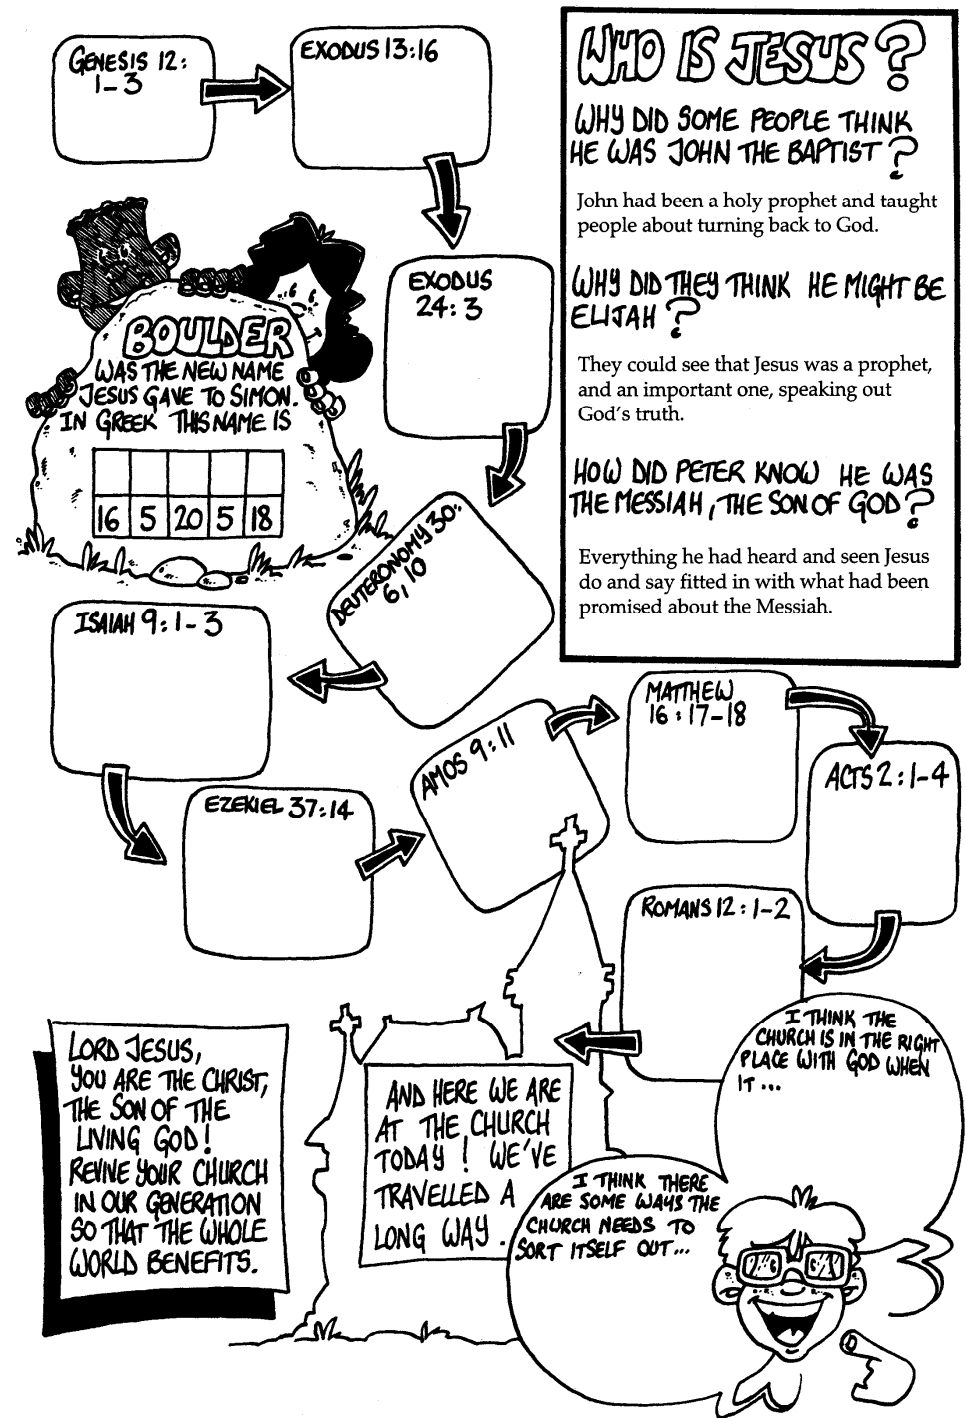 GENESIS 12:
1-3
EXODUS 13:16
EXODUS
24:3
BOULDER
WAS THE NEW NAME
JESUS GAVE TO SIMON.
IN GREEK THIS NAME IS
16 5 20 5 18
DEUTERONOMY 30:
6, 10
ISAIAH 9:1-3
EZEKIEL 37:14
AMOS 9:11
MATTHEW
16:17-18
ACTS 2:1-4
ROMANS 12:1-2
WHO IS JESUS?
WHY DID SOME PEOPLE THINK
HE WAS JOHN THE BAPTIST?
John had been a holy prophet and taught
people about turning back to God.
WHY DID THEY THINK HE MIGHT BE
ELIJAH?
They could see that Jesus was a prophet,
and an important one, speaking out
God's truth.
HOW DID PETER KNOW HE WAS
THE MESSIAH, THE SON OF GOD?
Everything he had heard and seen Jesus
do and say fitted in with what had been
promised about the Messiah.
LORD JESUS,
YOU ARE THE CHRIST,
THE SON OF THE
LIVING GOD!
REVIVE YOUR CHURCH
IN OUR GENERATION
SO THAT THE WHOLE
WORLD BENEFITS.
AND HERE WE ARE
AT THE CHURCH
TODAY! WE'VE
TRAVELLED A
LONG WAY.
I THINK THE
CHURCH IS IN THE RIGHT
PLACE WITH GOD WHEN
IT...
I THINK THERE
ARE SOME WAYS THE
CHURCH NEEDS TO
SORT ITSELF OUT...